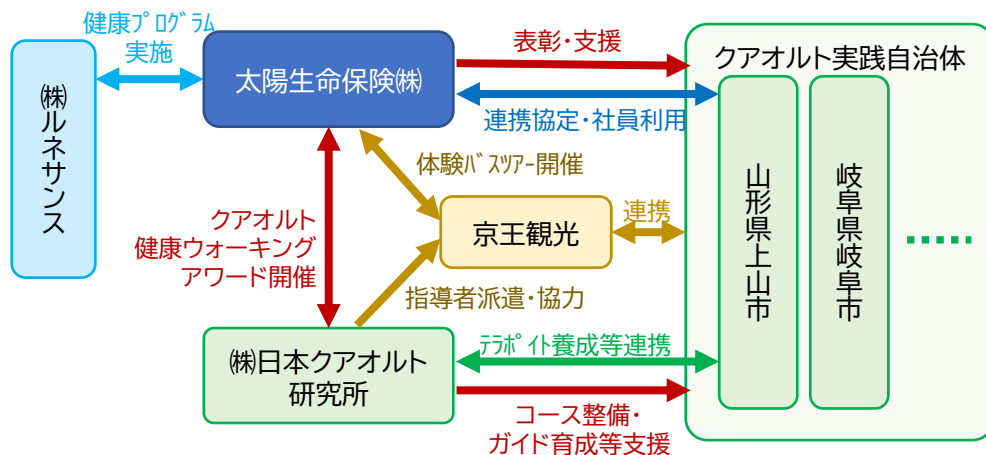 健康ﾌﾟﾛｸﾞﾗﾑ
実施
㈱ルネサンス
太陽生命保険㈱
表彰・支援
連携協定・社員利用
クアオルト実践自治体
体験ﾊﾞｽﾂｱｰ開催
京王観光
連携
山形県上山市
岐阜県岐阜市
クアオルト
健康ウォーキング
アワード開催
指導者派遣・協力
㈱日本クアオルト
研究所
ﾃﾗﾎﾟｲﾄ養成等連携
コース整備・
ガイド育成等支援